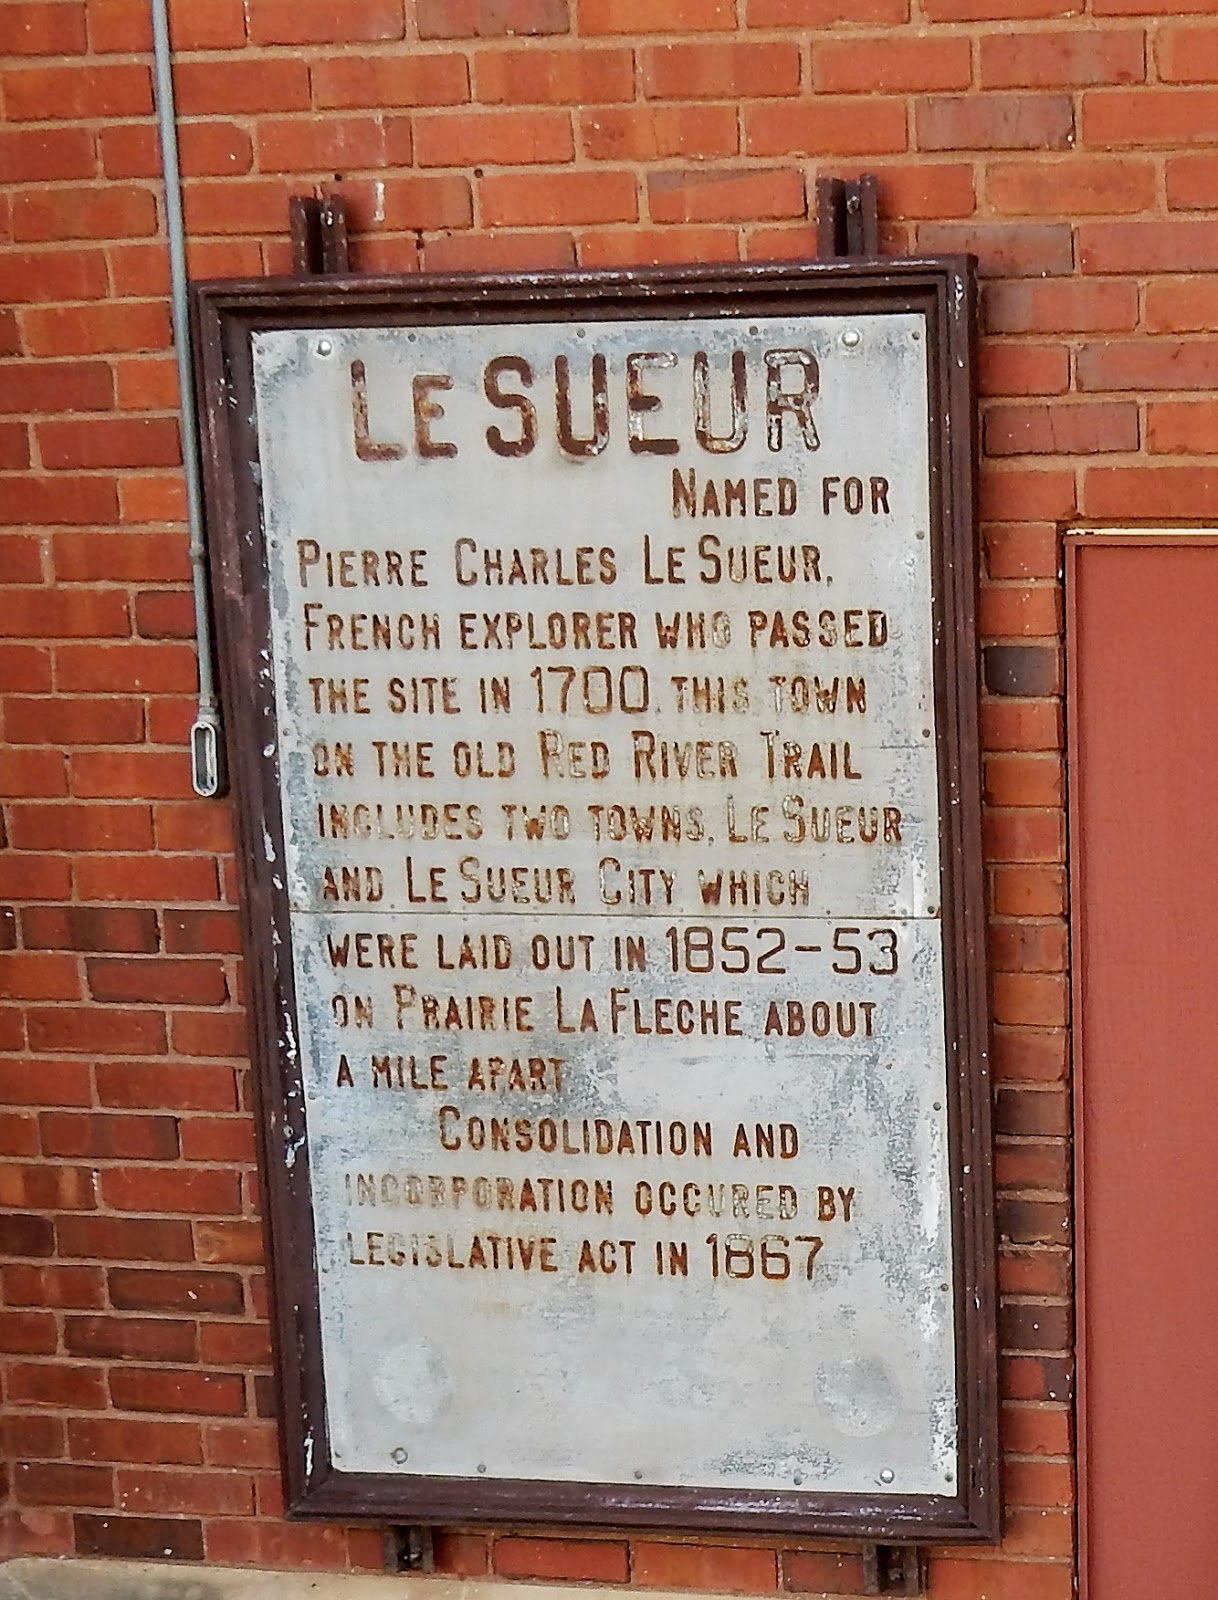 LE SUEUR
NAMED FOR
PIERRE CHARLES LE SUEUR,
FRENCH EXPLORER WHO PASSED
THE SITE IN 1700. THIS TOWN
ON THE OLD RED RIVER TRAIL
INCLUDES TWO TOWNS, LE SUEUR
AND LE SUEUR CITY WHICH
WERE LAID OUT IN 1852-53
ON PRAIRIE LA FLECHE ABOUT
A MILE APART
CONSOLIDATION AND
INCORPORATION OCCURED BY
LEGISLATIVE ACT IN 1867